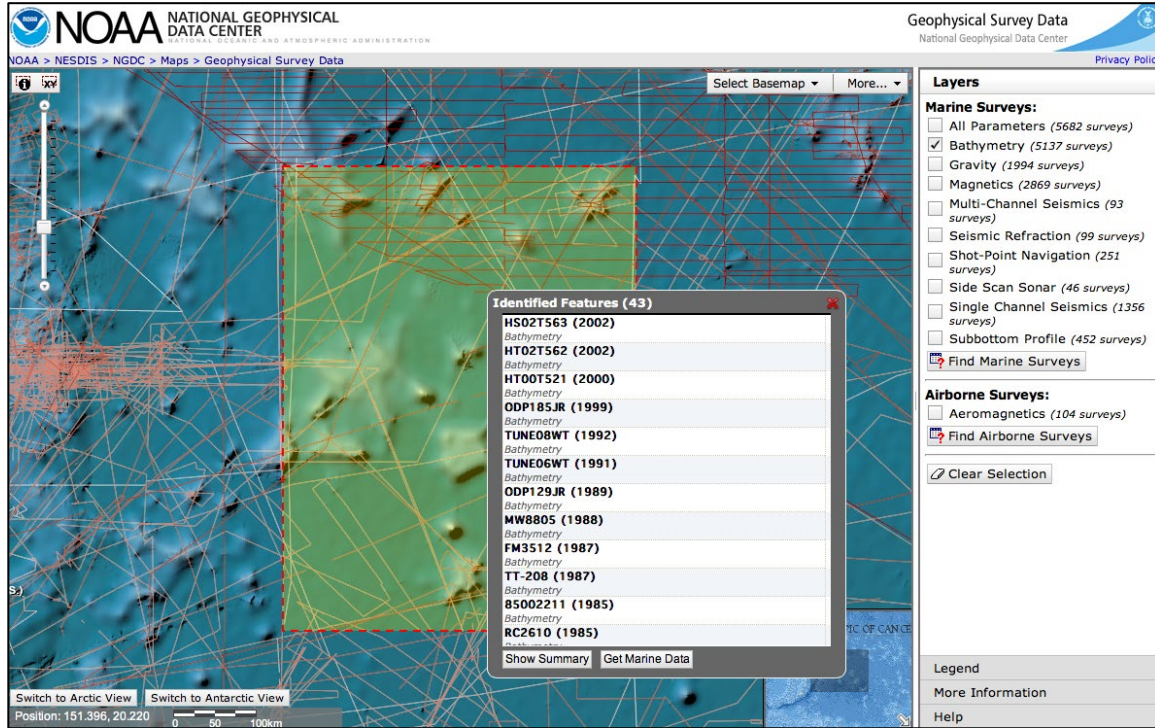 NOAA
NATIONAL GEOPHYSICAL
DATA CENTER
NATIONAL OCEANIC AND ATMOSPHERIC ADMINISTRATION
Geophysical Survey Data
National Geophysical Data Center
NOAA > NESDIS > NGDC > Maps > Geophysical Survey Data
Privacy Polic
XY
Select Basemap
More...
Layers
Marine Surveys:
All Parameters (5682 surveys)
Bathymetry (5137 surveys)
Gravity (1994 surveys)
Magnetics (2869 surveys)
Multi-Channel Seismics (93
surveys)
Seismic Refraction (99 surveys)
Shot-Point Navigation (251
surveys)
Side Scan Sonar (46 surveys)
Single Channel Seismics (1356
surveys)
Subbottom Profile (452 surveys)
Find Marine Surveys
Airborne Surveys:
Aeromagnetics (104 surveys)
Find Airborne Surveys
Clear Selection
Identified Features (43)
HS02T563 (2002)
Bathymetry
HT02T562 (2002)
Bathymetry
HT00T521 (2000)
Bathymetry
ODP185JR (1999)
Bathymetry
TUNE08WT (1992)
Bathymetry
TUNE06WT (1991)
Bathymetry
ODP129JR (1989)
Bathymetry
MW8805 (1988)
Bathymetry
FM3512 (1987)
Bathymetry
TT-208 (1987)
Bathymetry
85002211 (1985)
Bathymetry
RC2610 (1985)
Show Summary
Get Marine Data
S.)
PIC OF CANCE
Switch to Arctic View
Switch to Antarctic View
Position: 151.396, 20.220
0 50 100km
Legend
More Information
Help